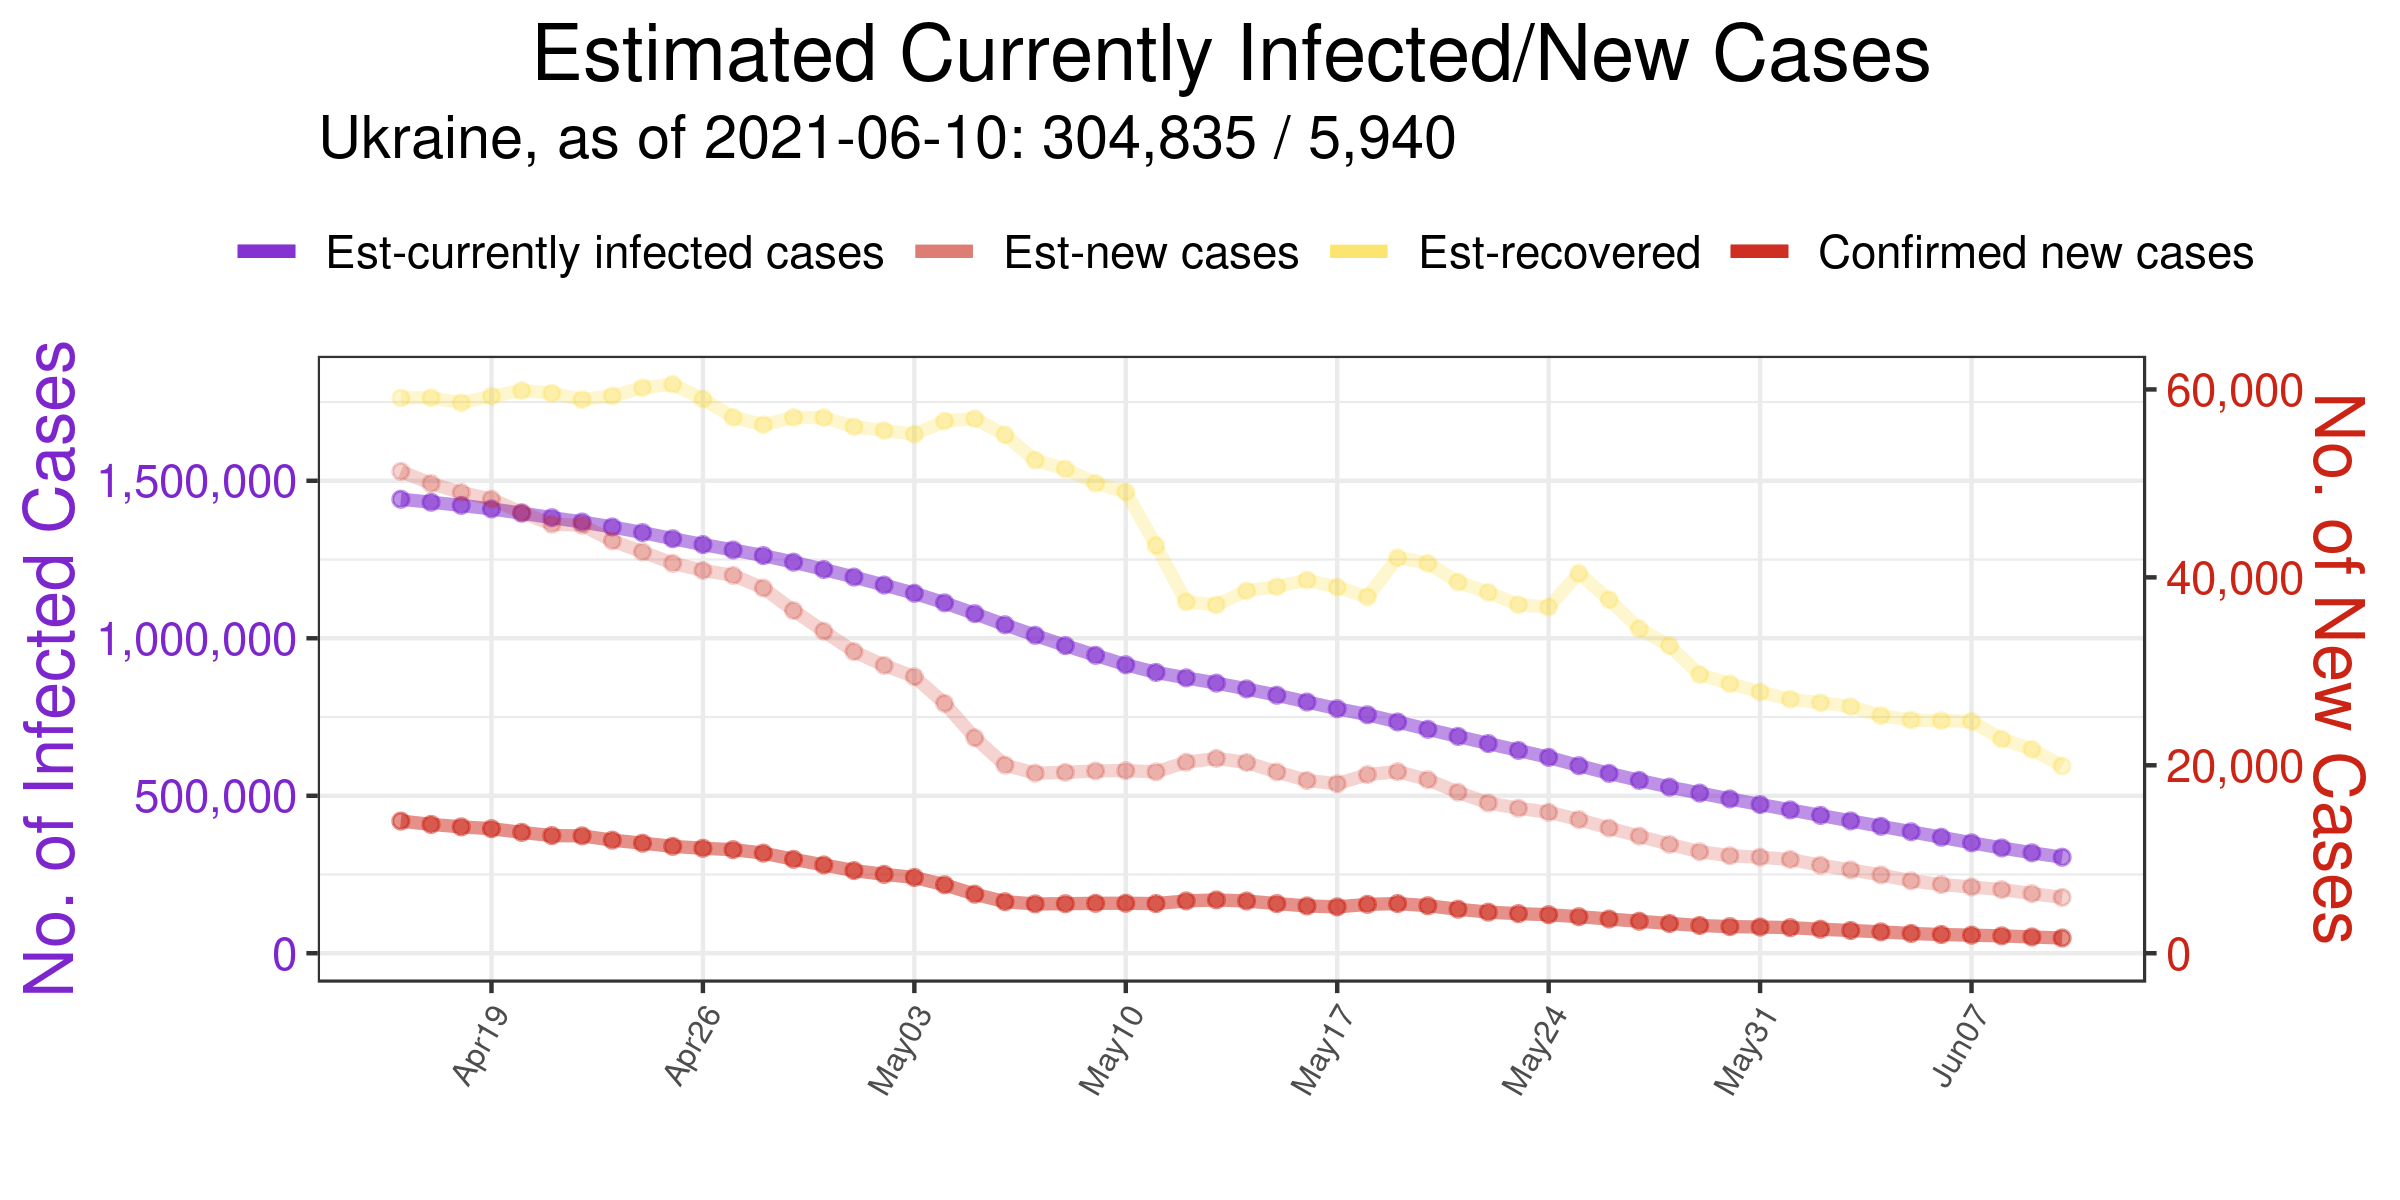 Estimated Currently Infected/New Cases
Ukraine, as of 2021-06-10: 304,835 / 5,940
Est-currently infected cases Est-new cases Est-recovered Confirmed new cases
No. of Infected Cases
1,500,000
1,000,000
500,000
0
60,000
40,000
20,000
0
No. of New Cases
Apr19 Apr26 May03 May10 May17 May24 May31 Jun07